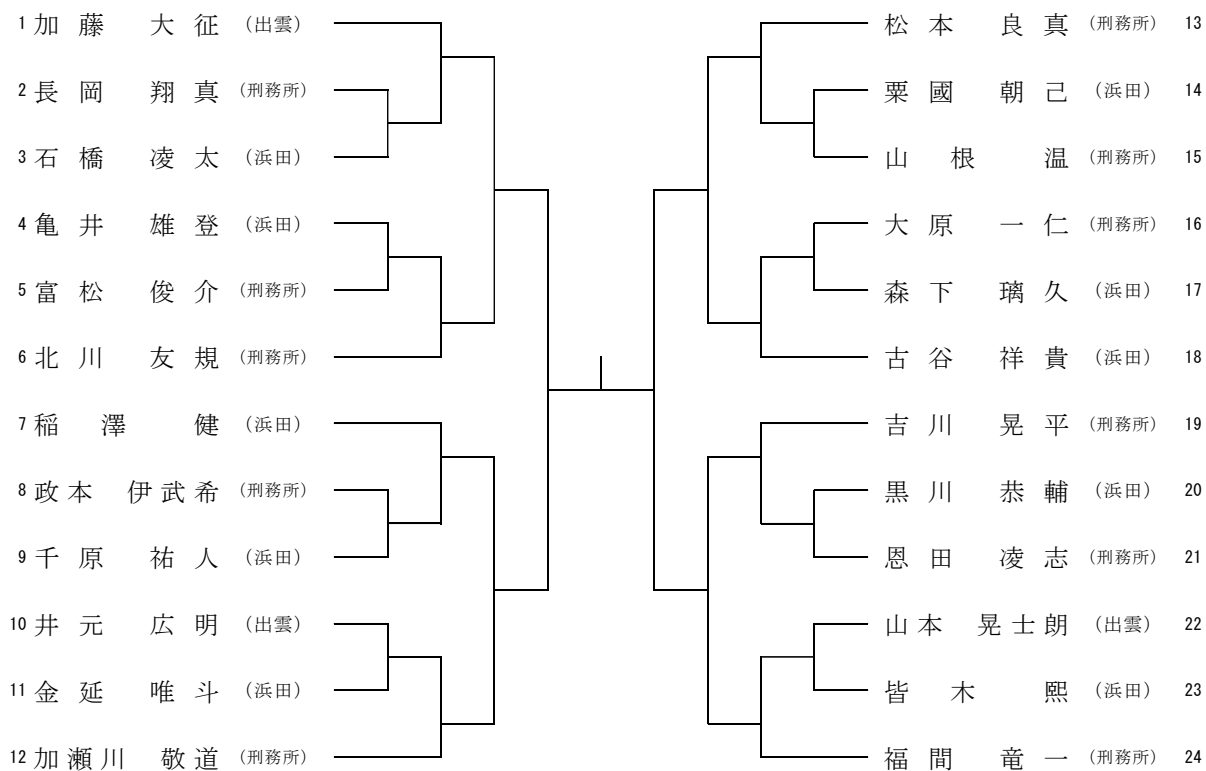 1 加藤 大征 (出雲)
2 長岡 翔真 (刑務所)
3 石橋 凌太 (浜田)
4 亀井 雄登 (浜田)
5 富松 俊介 (刑務所)
6 北川 友規 (刑務所)
7 稲澤 健 (浜田)
8 政本 伊武希 (刑務所)
9 千原 祐人 (浜田)
10 井元 広明 (出雲)
11 金延 唯斗 (浜田)
12 加瀬川 敬道 (刑務所)
松本 良真 (刑務所) 13
粟國 朝己 (浜田) 14
山根 温 (刑務所) 15
大原 一仁 (刑務所) 16
森下 璃久 (浜田) 17
古谷 祥貴 (浜田) 18
吉川 晃平 (刑務所) 19
黒川 恭輔 (浜田) 20
恩田 凌志 (刑務所) 21
山本 晃士朗 (出雲) 22
皆木 熙 (浜田) 23
福間 竜一 (刑務所) 24